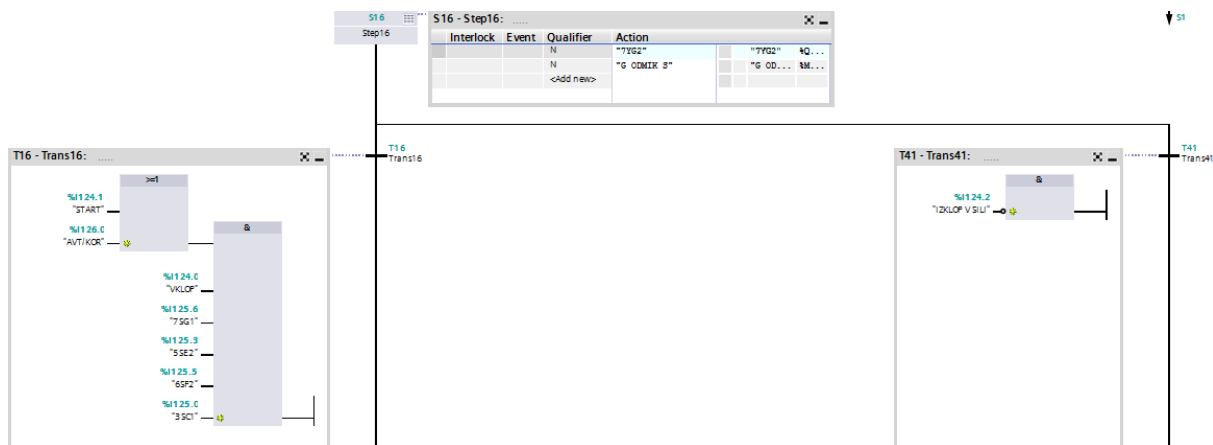 S16
Step16
S16 - Step16: .....
Interlock Event Qualifier Action
N "7YG2" "7YG2" %Q...
N "G ODMIK S" "G OD... %M...
<Add new>
S1
T16 - Trans16: .....
T16
Trans16
>=1
%I124.1
"START"
%I126.0
"AVT/KOR"
&
%I124.0
"VKLOP"
%I125.6
"7SG1"
%I125.3
"5SE2"
%I125.5
"6SF2"
%I125.0
"3SC1"
T41 - Trans41: .....
T41
Trans41
&
%I124.2
"IZKLOP V SILI"